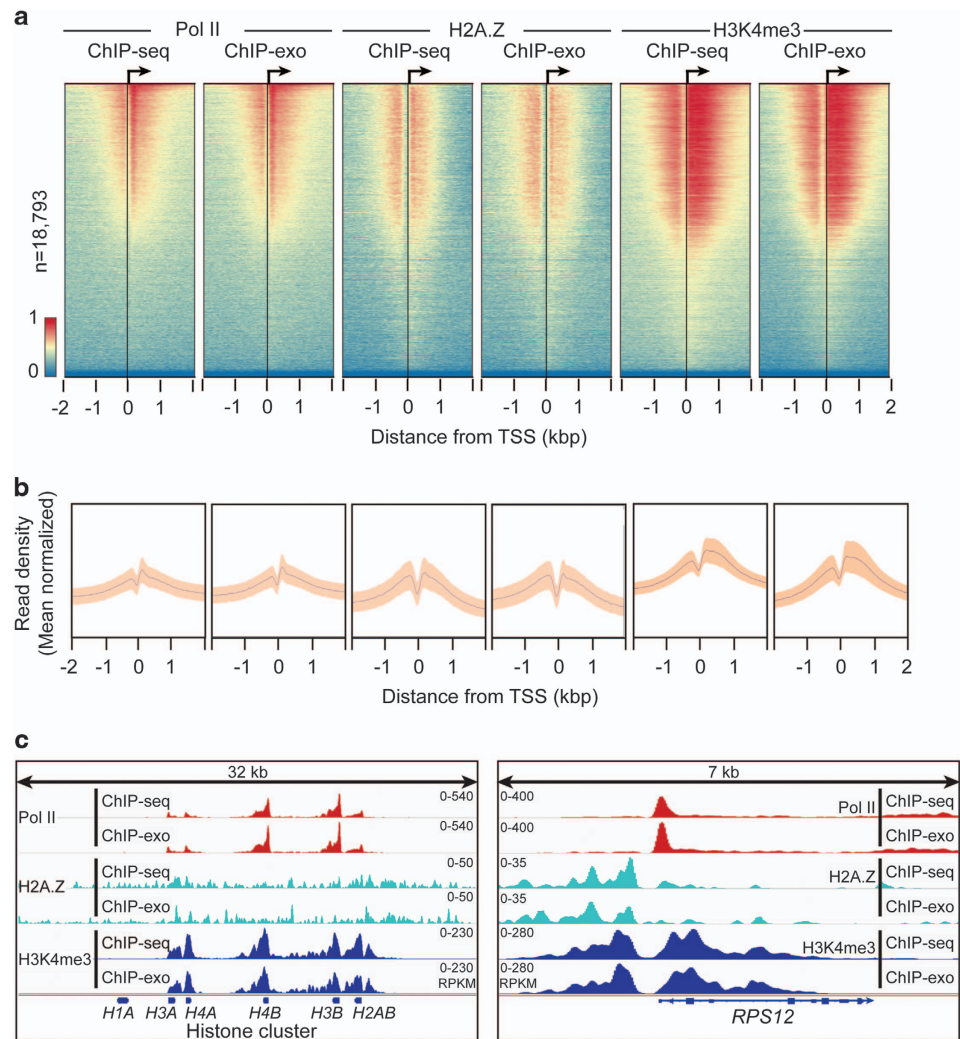 a
Pol II H2A.Z H3K4me3
ChIP-seq ChIP-exo ChIP-seq ChIP-exo ChIP-seq ChIP-exo
n=18,793
1
0
-2 -1 0 1 -1 0 1 -1 0 1 -1 0 1 -1 0 1 -1 0 1 2
Distance from TSS (kbp)
b
Read density
(Mean normalized)
-2 -1 0 1 -1 0 1 -1 0 1 -1 0 1 -1 0 1 -1 0 1 2
Distance from TSS (kbp)
c
32 kb
Pol II
ChIP-seq 0-540
ChIP-exo 0-540
H2A.Z
ChIP-seq 0-50
ChIP-exo 0-50
H3K4me3
ChIP-seq 0-230
ChIP-exo 0-230
RPKM
H1A H3A H4A H4B H3B H2AB
Histone cluster
7 kb
0-400 Pol II ChIP-seq
0-400 ChIP-exo
0-35 H2A.Z ChIP-seq
0-35 ChIP-exo
0-280 H3K4me3 ChIP-seq
0-280 ChIP-exo
RPKM
RPS12